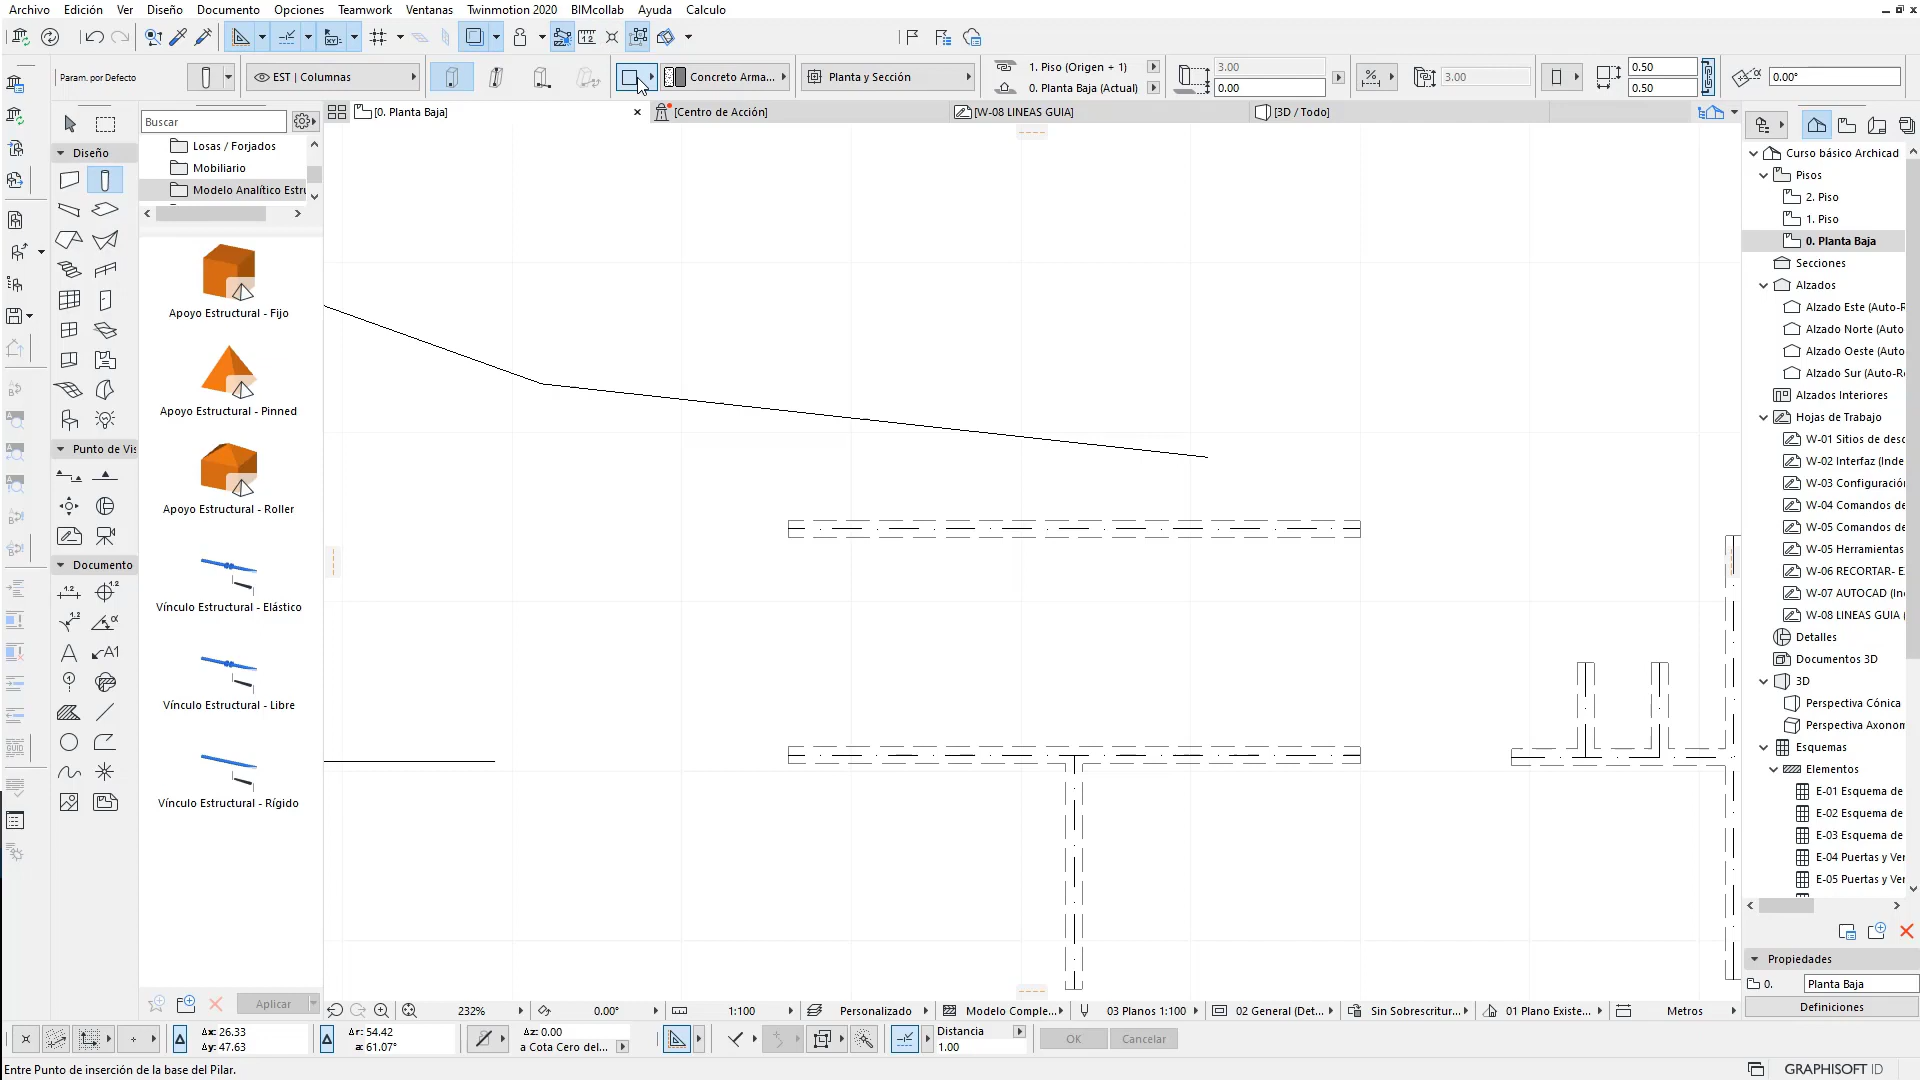 Archivo Edición Ver Diseño Documento Opciones Teamwork Ventanas Twinmotion 2020 BIMcollab Ayuda Calculo
Param. por Defecto
EST | Columnas
Concreto Arma...
Planta y Sección
1. Piso (Origen + 1)
0. Planta Baja (Actual)
3.00
0.00
3.00
0.50
0.50
0.00°
Buscar
[0. Planta Baja]
[Centro de Acción]
[W-08 LINEAS GUIA]
[3D / Todo]
Diseño
Punto de Vis
Documento
Losas / Forjados
Mobiliario
Modelo Analítico Estru
Apoyo Estructural - Fijo
Apoyo Estructural - Pinned
Apoyo Estructural - Roller
Vínculo Estructural - Elástico
Vínculo Estructural - Libre
Vínculo Estructural - Rígido
Aplicar
Curso básico Archicad
Pisos
2. Piso
1. Piso
0. Planta Baja
Secciones
Alzados
Alzado Este (Auto-R
Alzado Norte (Auto
Alzado Oeste (Auto
Alzado Sur (Auto-Re
Alzados Interiores
Hojas de Trabajo
W-01 Sitios de desc
W-02 Interfaz (Inde
W-03 Configuració
W-04 Comandos de
W-05 Comandos de
W-05 Herramientas
W-06 RECORTAR- E
W-07 AUTOCAD (In
W-08 LINEAS GUIA (
Detalles
Documentos 3D
3D
Perspectiva Cónica
Perspectiva Axonom
Esquemas
Elementos
E-01 Esquema de
E-02 Esquema de
E-03 Esquema de
E-04 Puertas y Ver
E-05 Puertas y Ver
Propiedades
0. Planta Baja
Definiciones
232% 0.00° 1:100 Personalizado Modelo Comple... 03 Planos 1:100 02 General (Det... Sin Sobrescritur... 01 Plano Existe... Metros
Δx: 26.33
Δy: 47.63
Δr: 54.42
a: 61.07°
Δz: 0.00
a Cota Cero del...
Distancia
1.00
OK
Cancelar
Entre Punto de inserción de la base del Pilar.
GRAPHISOFT ID